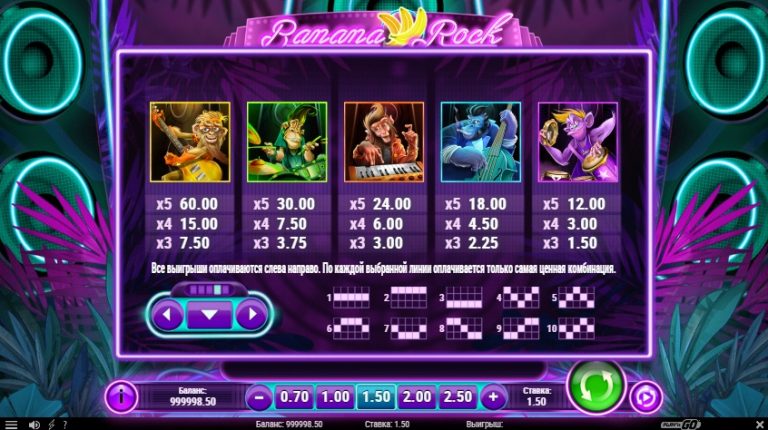 Banana Rock
x5 60.00 x5 30.00 x5 24.00 x5 18.00 x5 12.00
x4 15.00 x4 7.50 x4 6.00 x4 4.50 x4 3.00
x3 7.50 x3 3.75 x3 3.00 x3 2.25 x3 1.50
Все выигрыши оплачиваются слева направо. По каждой выбранной линии оплачивается только самая ценная комбинация.
1 2 3 4 5
6 7 8 9 10
Баланс: 999998.50
− 0.70 1.00 1.50 2.00 2.50 +
Ставка: 1.50
? Баланс: 999998.50 Ставка: 1.50 Выигрыш: PLAY'N GO